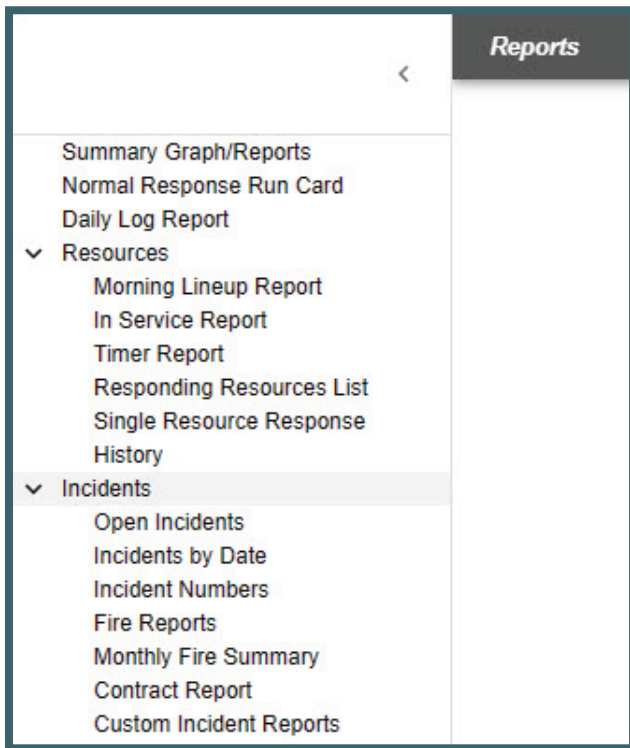 Reports
Summary Graph/Reports
Normal Response Run Card
Daily Log Report
Resources
Morning Lineup Report
In Service Report
Timer Report
Responding Resources List
Single Resource Response
History
Incidents
Open Incidents
Incidents by Date
Incident Numbers
Fire Reports
Monthly Fire Summary
Contract Report
Custom Incident Reports